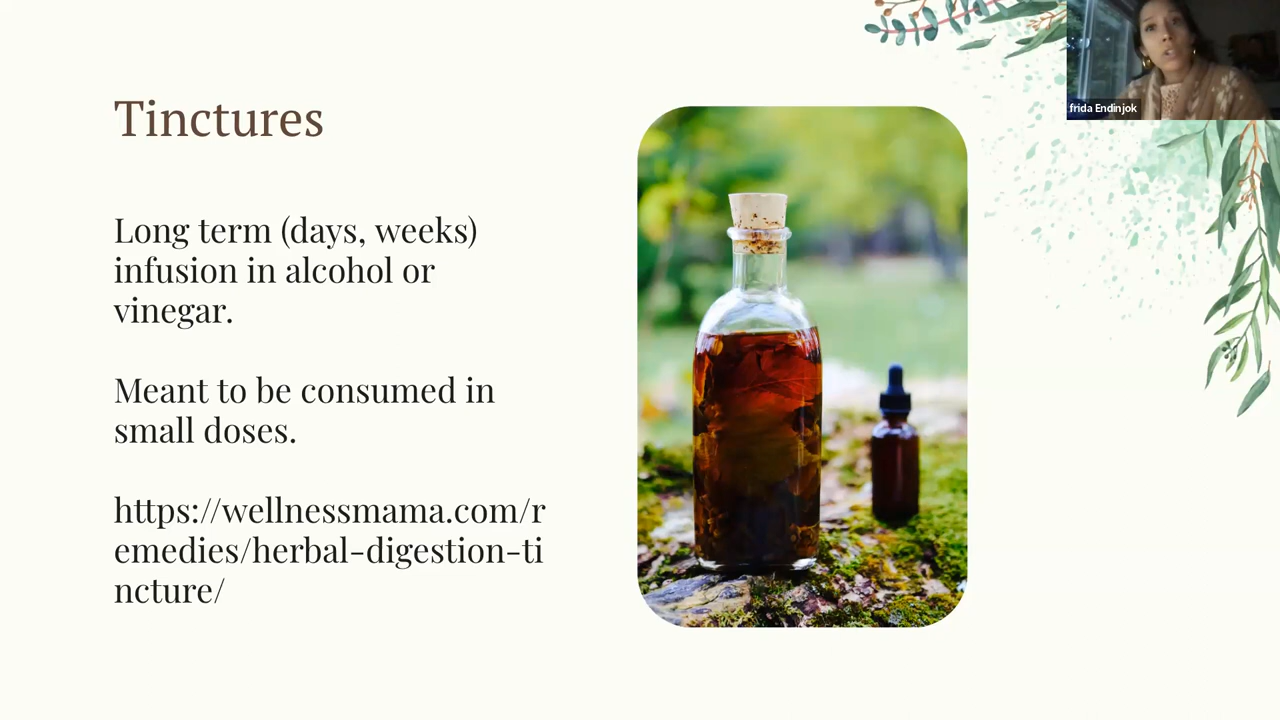 Tinctures
Long term (days, weeks)
infusion in alcohol or
vinegar.
Meant to be consumed in
small doses.
https://wellnessmama.com/r
emedies/herbal-digestion-ti
ncture/
frida Endinjok